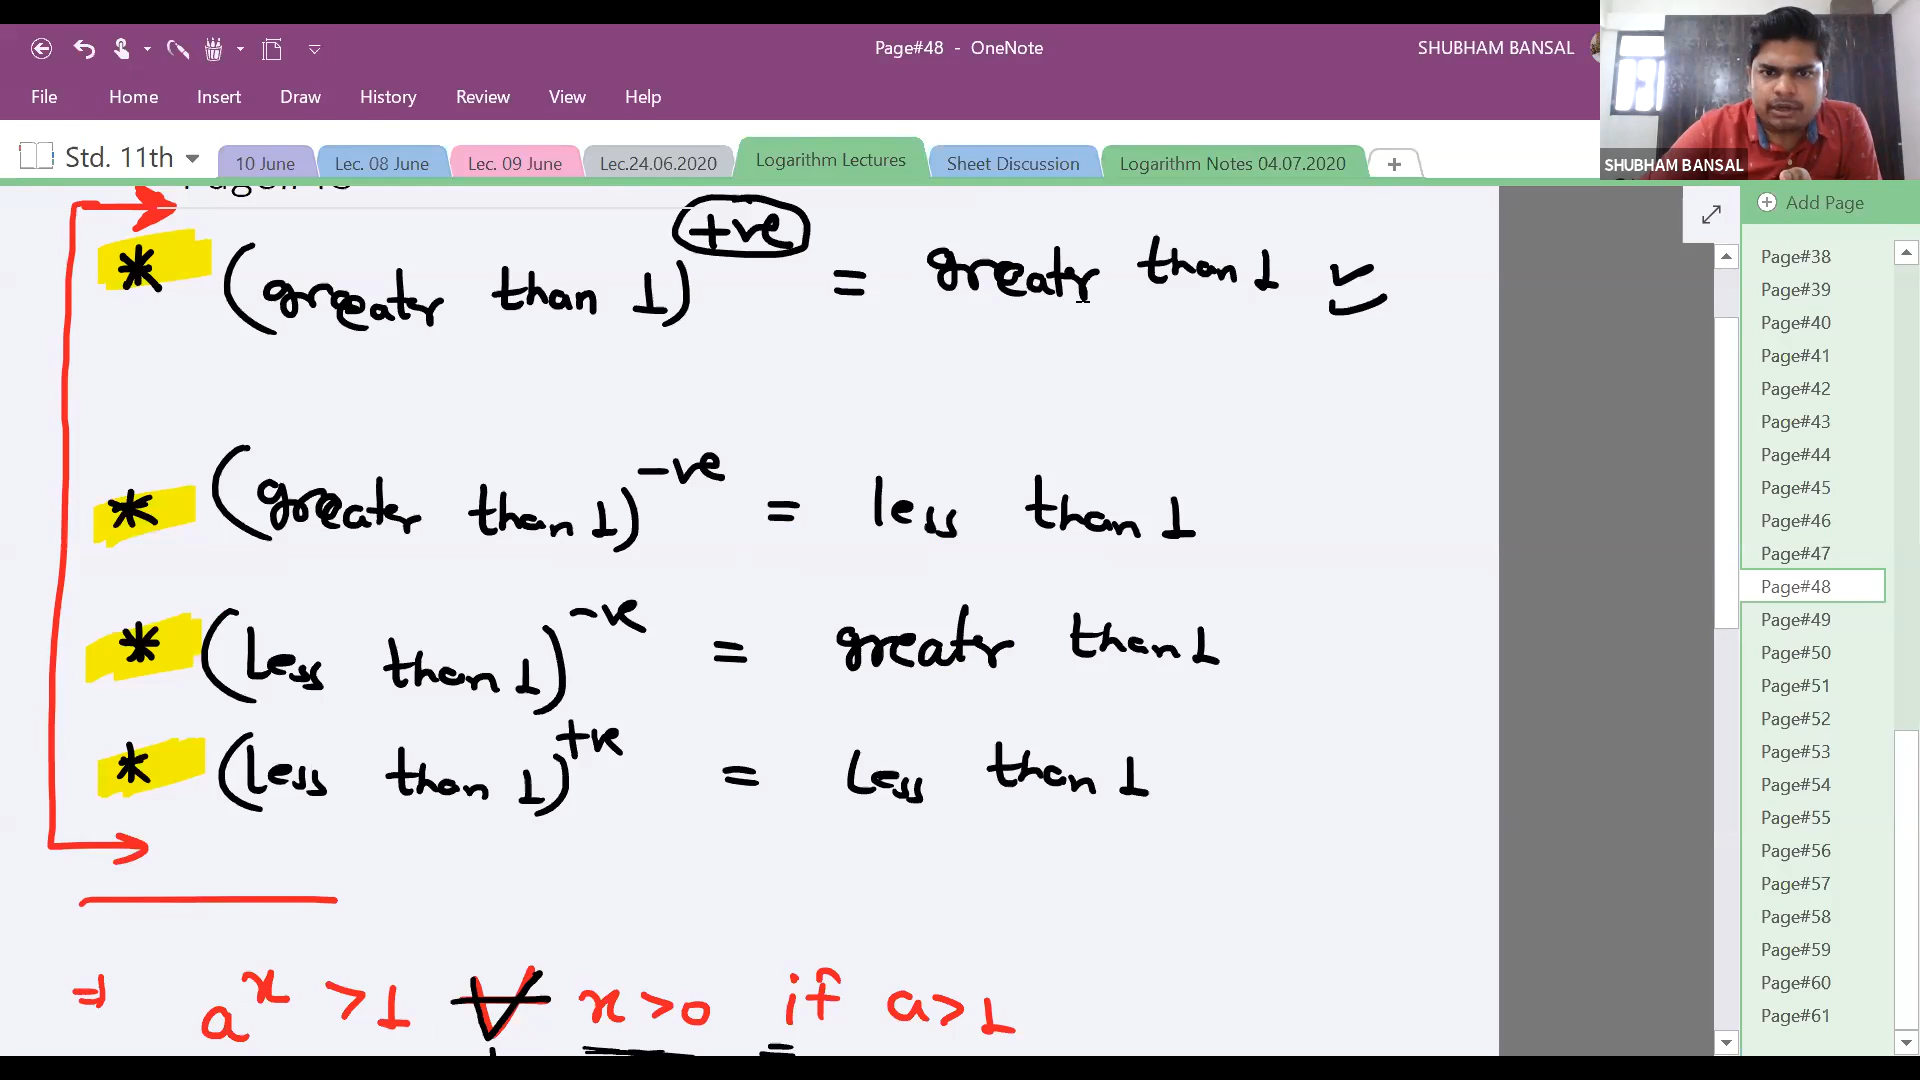 Page#48 - OneNote
SHUBHAM BANSAL
File Home Insert Draw History Review View Help
SHUBHAM BANSAL
Std. 11th
10 June
Lec. 08 June
Lec. 09 June
Lec.24.06.2020
Logarithm Lectures
Sheet Discussion
Logarithm Notes 04.07.2020
+
* (greater than 1)^+ve = greater than 1
* (greater than 1)^-ve = less than 1
* (Less than 1)^-ve = greater than 1
* (less than 1)^+ve = Less than 1
⇒ a^x > 1 ∀ x > 0 if a > 1
Add Page
Page#38
Page#39
Page#40
Page#41
Page#42
Page#43
Page#44
Page#45
Page#46
Page#47
Page#48
Page#49
Page#50
Page#51
Page#52
Page#53
Page#54
Page#55
Page#56
Page#57
Page#58
Page#59
Page#60
Page#61